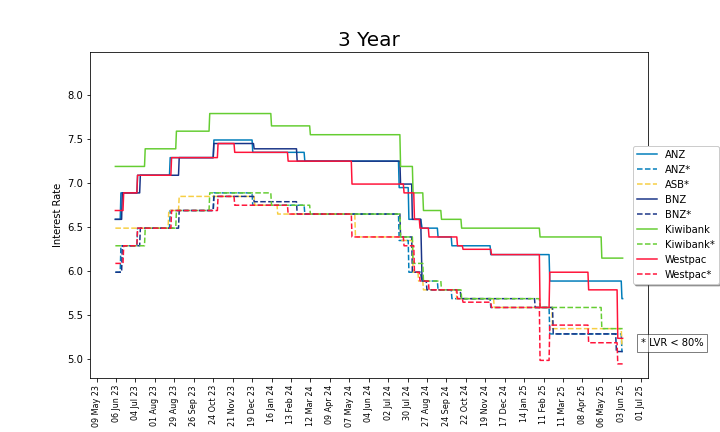 3 Year
Interest Rate
8.0
7.5
7.0
6.5
6.0
5.5
5.0
09 May 23
06 Jun 23
04 Jul 23
01 Aug 23
29 Aug 23
26 Sep 23
24 Oct 23
21 Nov 23
19 Dec 23
16 Jan 24
13 Feb 24
12 Mar 24
09 Apr 24
07 May 24
04 Jun 24
02 Jul 24
30 Jul 24
27 Aug 24
24 Sep 24
22 Oct 24
19 Nov 24
17 Dec 24
14 Jan 25
11 Feb 25
11 Mar 25
08 Apr 25
06 May 25
03 Jun 25
01 Jul 25
ANZ
ANZ*
ASB*
BNZ
BNZ*
Kiwibank
Kiwibank*
Westpac
Westpac*
* LVR < 80%